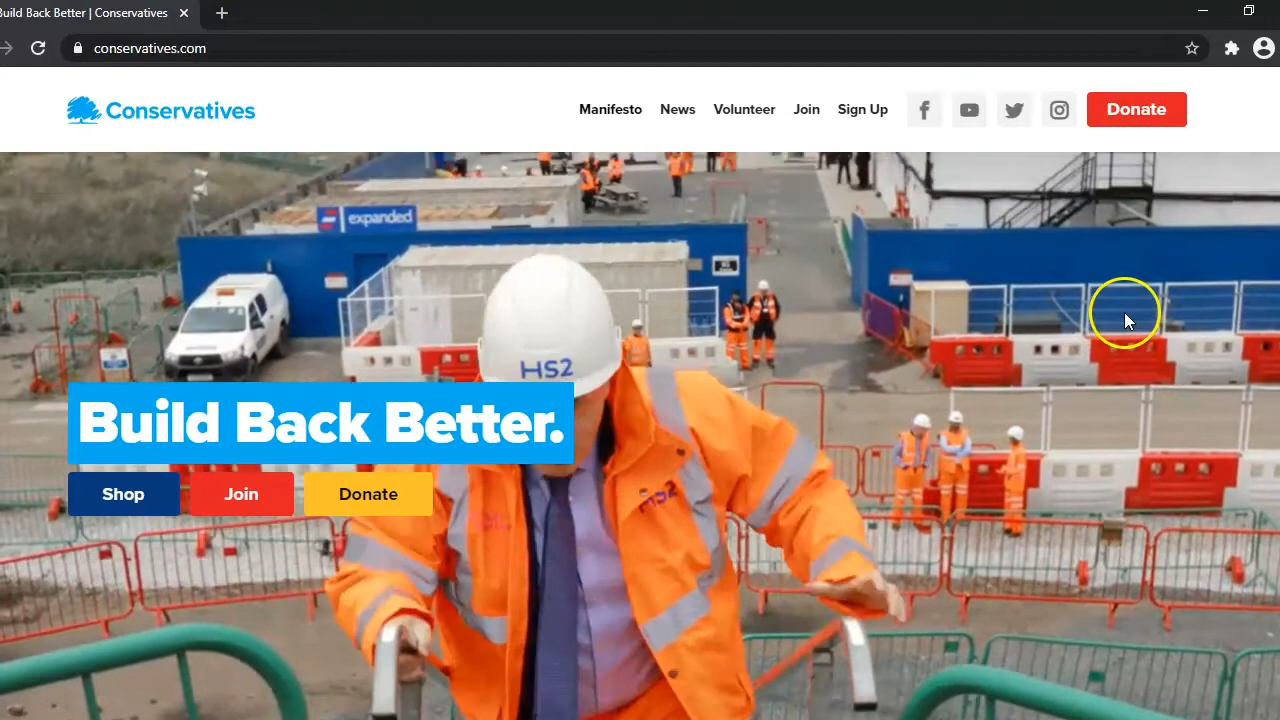 Build Back Better | Conservatives
conservatives.com
Conservatives
Manifesto
News
Volunteer
Join
Sign Up
Donate
expanded
HS2
Build Back Better.
Shop
Join
Donate
HS2